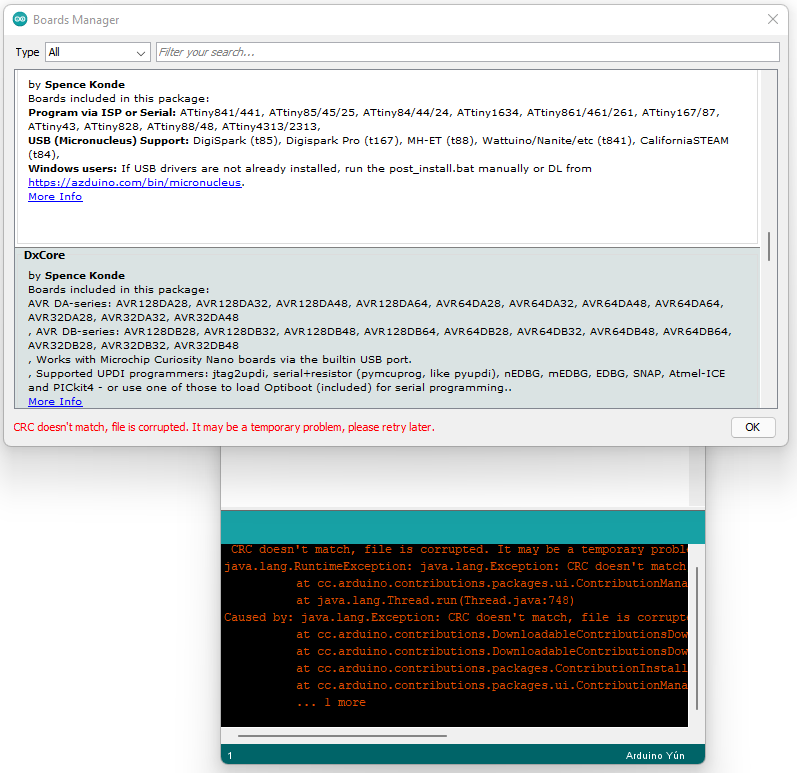 Boards Manager
Type All Filter your search...
by Spence Konde
Boards included in this package:
Program via ISP or Serial: ATtiny841/441, ATtiny85/45/25, ATtiny84/44/24, ATtiny1634, ATtiny861/461/261, ATtiny167/87,
ATtiny43, ATtiny828, ATtiny88/48, ATtiny4313/2313,
USB (Micronucleus) Support: DigiSpark (t85), Digispark Pro (t167), MH-ET (t88), Wattuino/Nanite/etc (t841), CaliforniaSTEAM
(t84),
Windows users: If USB drivers are not already installed, run the post_install.bat manually or DL from
https://azduino.com/bin/micronucleus.
More Info
DxCore
by Spence Konde
Boards included in this package:
AVR DA-series: AVR128DA28, AVR128DA32, AVR128DA48, AVR128DA64, AVR64DA28, AVR64DA32, AVR64DA48, AVR64DA64,
AVR32DA28, AVR32DA32, AVR32DA48
, AVR DB-series: AVR128DB28, AVR128DB32, AVR128DB48, AVR128DB64, AVR64DB28, AVR64DB32, AVR64DB48, AVR64DB64,
AVR32DB28, AVR32DB32, AVR32DB48
, Works with Microchip Curiosity Nano boards via the builtin USB port.
, Supported UPDI programmers: jtag2updi, serial+resistor (pymcuprog, like pyupdi), nEDBG, mEDBG, EDBG, SNAP, Atmel-ICE
and PICkit4 - or use one of those to load Optiboot (included) for serial programming..
More Info
CRC doesn't match, file is corrupted. It may be a temporary problem, please retry later.
OK
CRC doesn't match, file is corrupted. It may be a temporary probl
java.lang.RuntimeException: java.lang.Exception: CRC doesn't match
at cc.arduino.contributions.packages.ui.ContributionMana
at java.lang.Thread.run(Thread.java:748)
Caused by: java.lang.Exception: CRC doesn't match, file is corrupt
at cc.arduino.contributions.DownloadableContributionsDow
at cc.arduino.contributions.DownloadableContributionsDow
at cc.arduino.contributions.packages.ContributionInstall
at cc.arduino.contributions.packages.ui.ContributionMana
... 1 more
1 Arduino Yún